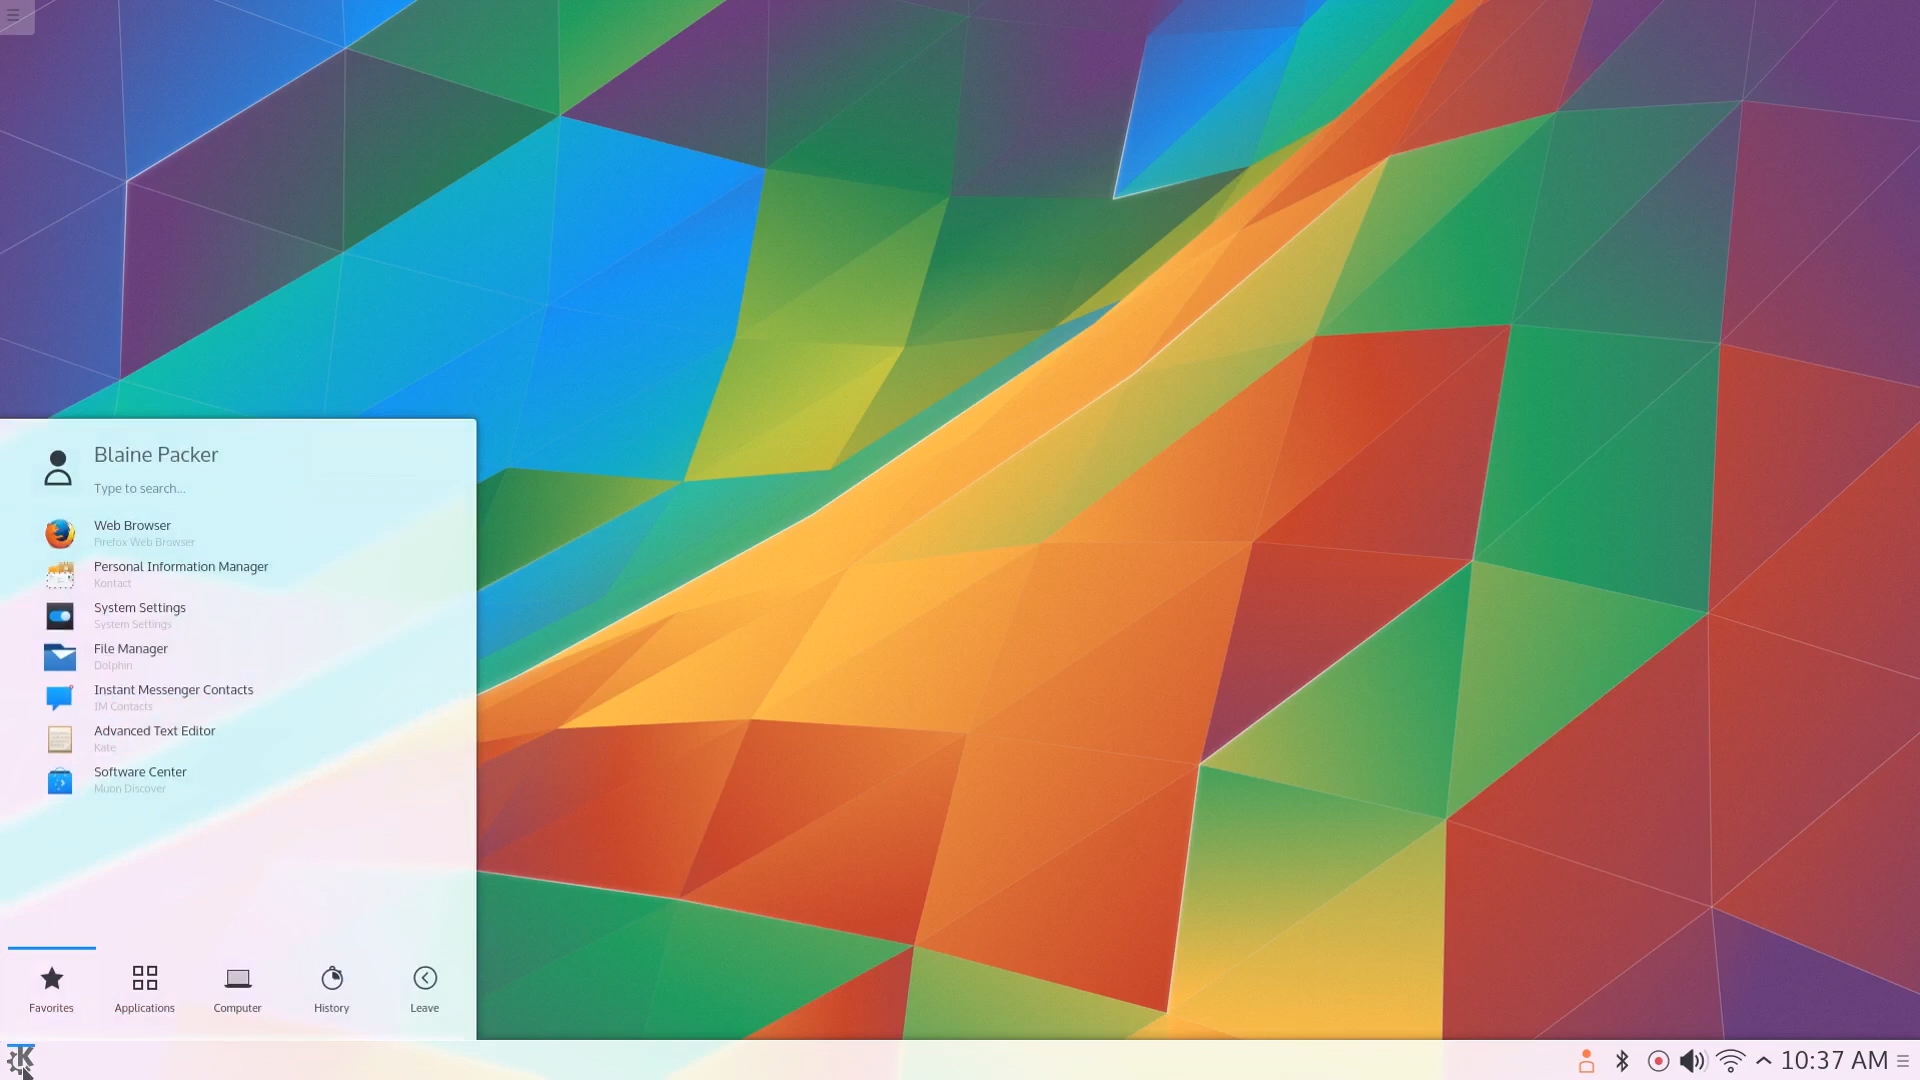 Blaine Packer
Type to search...
Web Browser
Firefox Web Browser
Personal Information Manager
Kontact
System Settings
System Settings
File Manager
Dolphin
Instant Messenger Contacts
IM Contacts
Advanced Text Editor
Kate
Software Center
Muon Discover
Favorites
Applications
Computer
History
Leave
10:37 AM